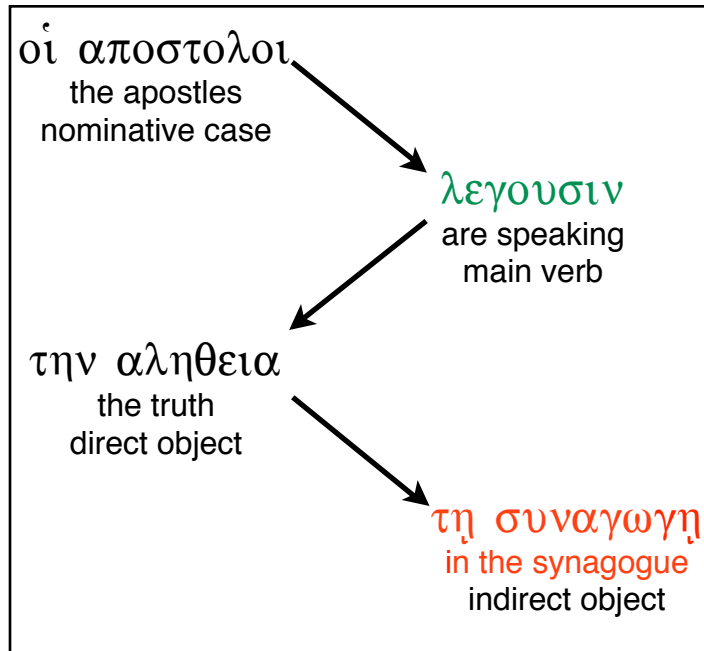 οἱ αποστολοι
the apostles
nominative case
λεγουσιν
are speaking
main verb
την αληθεια
the truth
direct object
τῃ συναγωγῃ
in the synagogue
indirect object